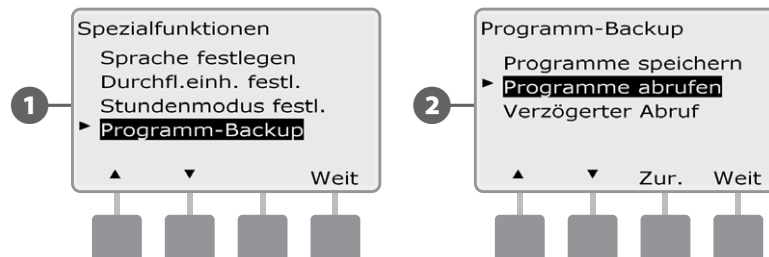 Spezialfunktionen
Sprache festlegen
Durchfl.einh. festl.
Stundenmodus festl.
Programm-Backup
Weit
1
Programm-Backup
Programme speichern
Programme abrufen
Verzögerter Abruf
Zur. Weit
2